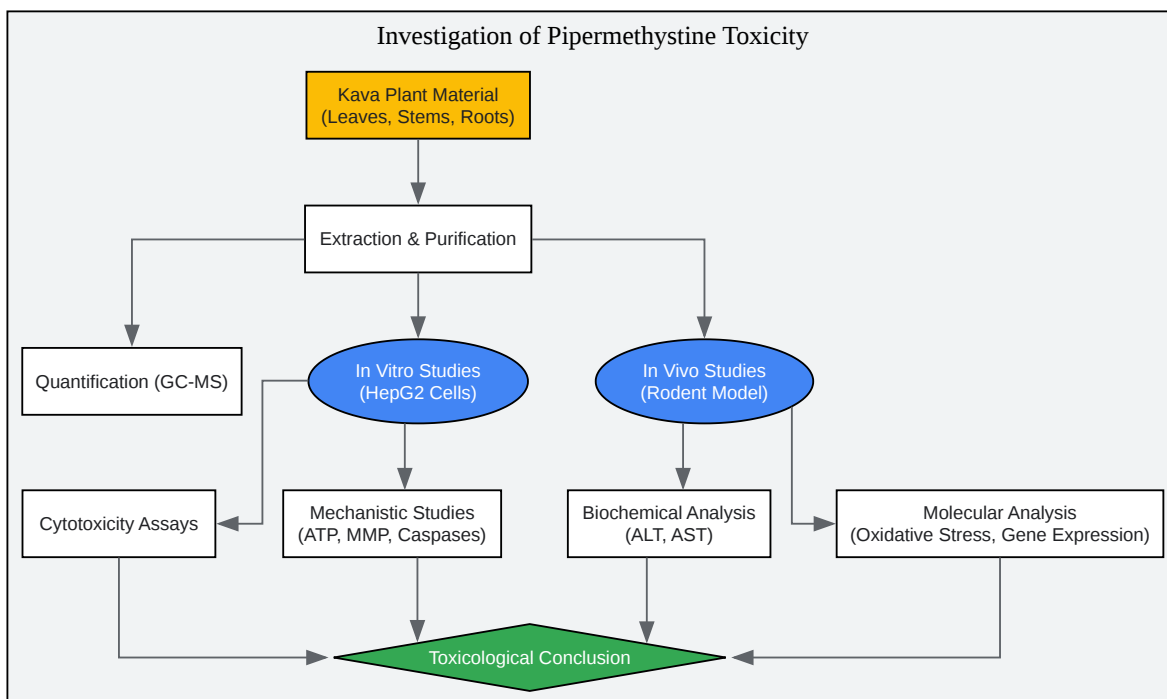 Investigation of Pipermethystine Toxicity
Kava Plant Material
(Leaves, Stems, Roots)
Extraction & Purification
Quantification (GC-MS)
In Vitro Studies
(HepG2 Cells)
In Vivo Studies
(Rodent Model)
Cytotoxicity Assays
Mechanistic Studies
(ATP, MMP, Caspases)
Biochemical Analysis
(ALT, AST)
Molecular Analysis
(Oxidative Stress, Gene Expression)
Toxicological Conclusion